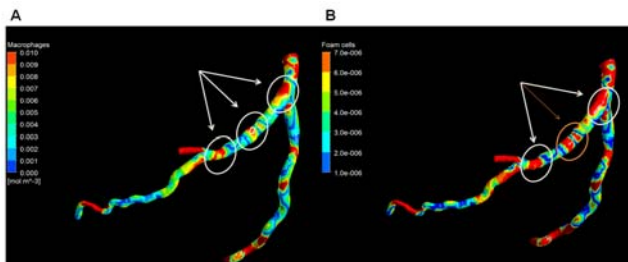 A
Macrophages
0.010
0.009
0.008
0.007
0.006
0.005
0.004
0.003
0.002
0.001
0.000
[mol m^-3]
B
Foam cells
7.0e-006
6.0e-006
5.0e-006
4.0e-006
3.0e-006
2.0e-006
1.0e-006